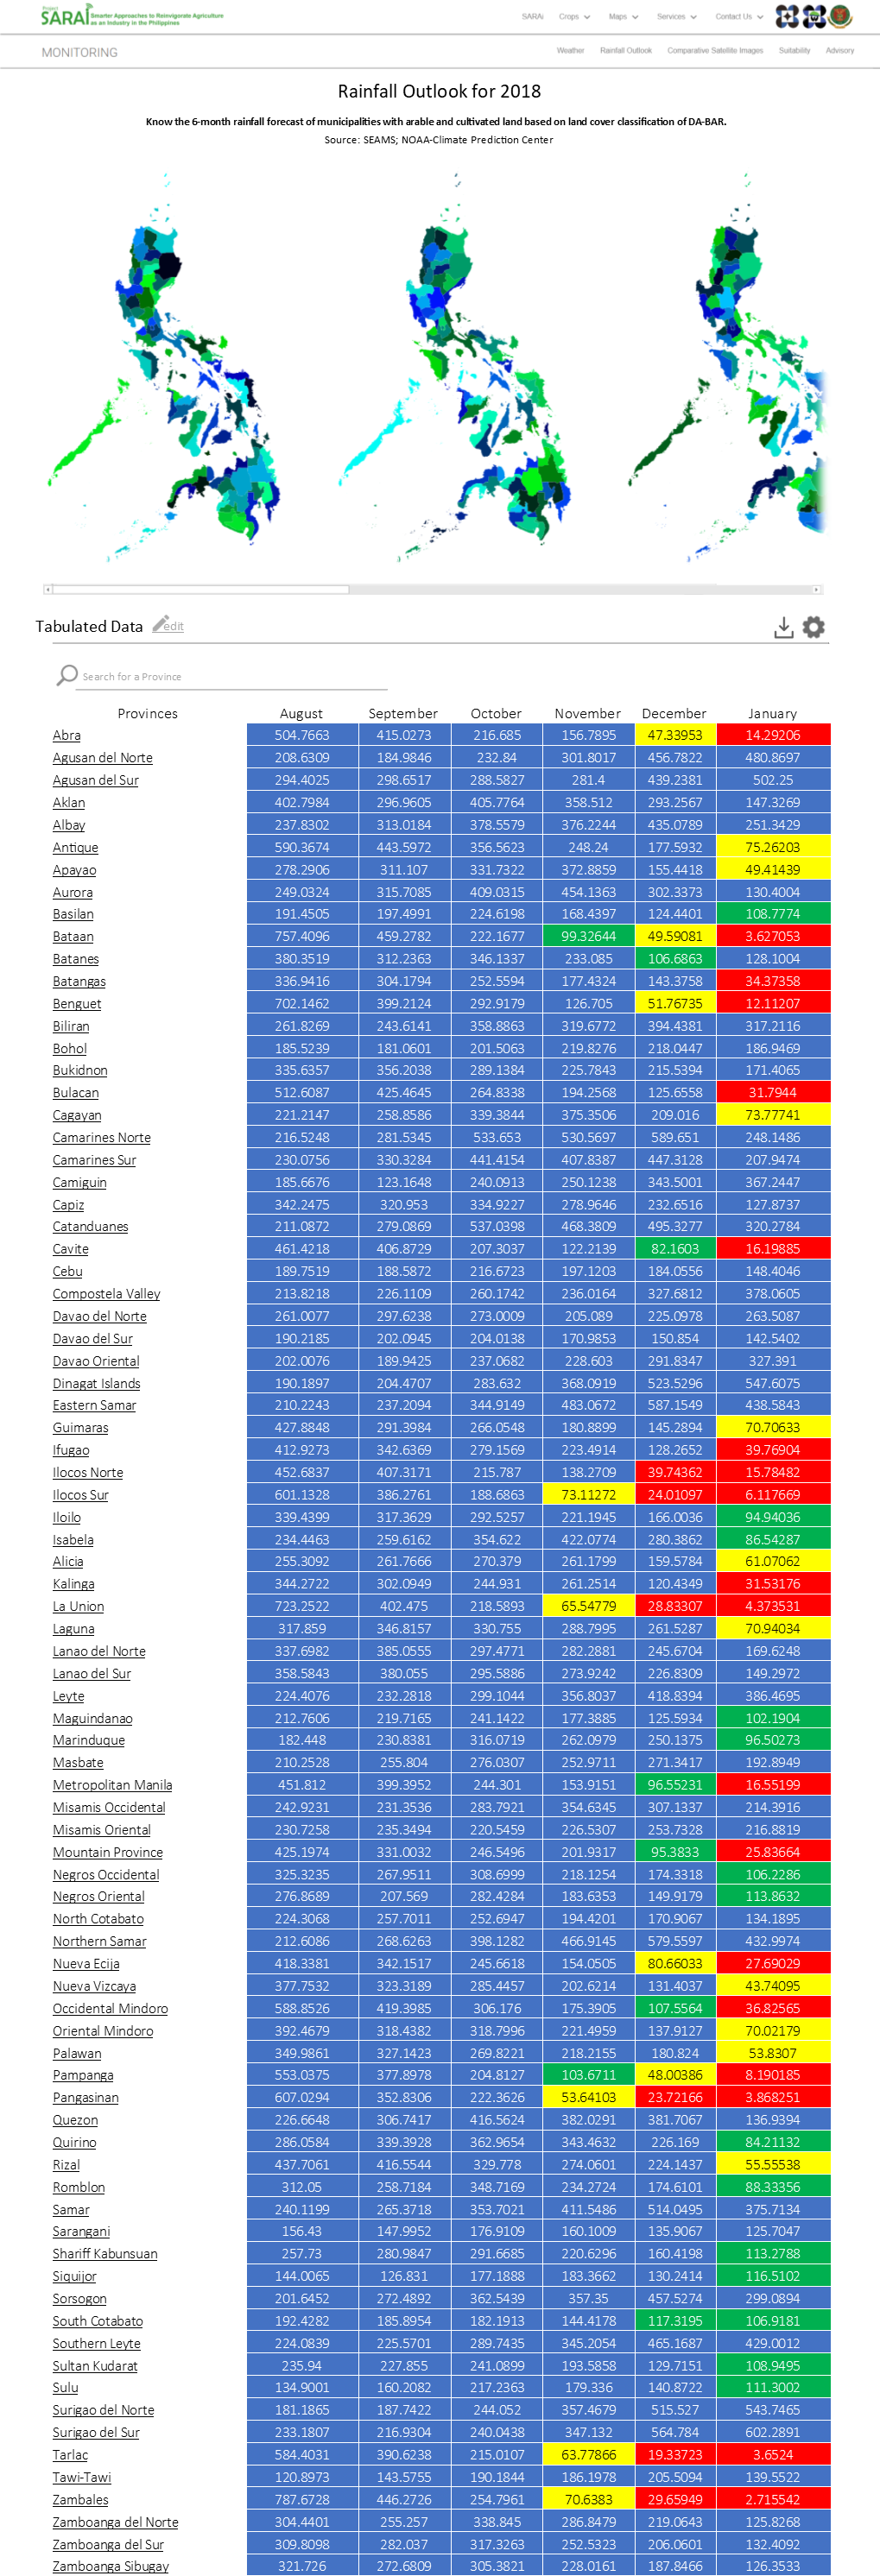 Project
SARAI Smarter Approaches to Reinvigorate Agriculture
as an Industry in the Philippines
SARAi Crops Maps Services Contact Us
MONITORING Weather Rainfall Outlook Comparative Satellite Images Suitability Advisory
Rainfall Outlook for 2018
Know the 6-month rainfall forecast of municipalities with arable and cultivated land based on land cover classification of DA-BAR.
Source: SEAMS; NOAA-Climate Prediction Center
Tabulated Data edit
Search for a Province
Provinces August September October November December January
Abra 504.7663 415.0273 216.685 156.7895 47.33953 14.29206
Agusan del Norte 208.6309 184.9846 232.84 301.8017 456.7822 480.8697
Agusan del Sur 294.4025 298.6517 288.5827 281.4 439.2381 502.25
Aklan 402.7984 296.9605 405.7764 358.512 293.2567 147.3269
Albay 237.8302 313.0184 378.5579 376.2244 435.0789 251.3429
Antique 590.3674 443.5972 356.5623 248.24 177.5932 75.26203
Apayao 278.2906 311.107 331.7322 372.8859 155.4418 49.41439
Aurora 249.0324 315.7085 409.0315 454.1363 302.3373 130.4004
Basilan 191.4505 197.4991 224.6198 168.4397 124.4401 108.7774
Bataan 757.4096 459.2782 222.1677 99.32644 49.59081 3.627053
Batanes 380.3519 312.2363 346.1337 233.085 106.6863 128.1004
Batangas 336.9416 304.1794 252.5594 177.4324 143.3758 34.37358
Benguet 702.1462 399.2124 292.9179 126.705 51.76735 12.11207
Biliran 261.8269 243.6141 358.8863 319.6772 394.4381 317.2116
Bohol 185.5239 181.0601 201.5063 219.8276 218.0447 186.9469
Bukidnon 335.6357 356.2038 289.1384 225.7843 215.5394 171.4065
Bulacan 512.6087 425.4645 264.8338 194.2568 125.6558 31.7944
Cagayan 221.2147 258.8586 339.3844 375.3506 209.016 73.77741
Camarines Norte 216.5248 281.5345 533.653 530.5697 589.651 248.1486
Camarines Sur 230.0756 330.3284 441.4154 407.8387 447.3128 207.9474
Camiguin 185.6676 123.1648 240.0913 250.1238 343.5001 367.2447
Capiz 342.2475 320.953 334.9227 278.9646 232.6516 127.8737
Catanduanes 211.0872 279.0869 537.0398 468.3809 495.3277 320.2784
Cavite 461.4218 406.8729 207.3037 122.2139 82.1603 16.19885
Cebu 189.7519 188.5872 216.6723 197.1203 184.0556 148.4046
Compostela Valley 213.8218 226.1109 260.1742 236.0164 327.6812 378.0605
Davao del Norte 261.0077 297.6238 273.0009 205.089 225.0978 263.5087
Davao del Sur 190.2185 202.0945 204.0138 170.9853 150.854 142.5402
Davao Oriental 202.0076 189.9425 237.0682 228.603 291.8347 327.391
Dinagat Islands 190.1897 204.4707 283.632 368.0919 523.5296 547.6075
Eastern Samar 210.2243 237.2094 344.9149 483.0672 587.1549 438.5843
Guimaras 427.8848 291.3984 266.0548 180.8899 145.2894 70.70633
Ifugao 412.9273 342.6369 279.1569 223.4914 128.2652 39.76904
Ilocos Norte 452.6837 407.3171 215.787 138.2709 39.74362 15.78482
Ilocos Sur 601.1328 386.2761 188.6863 73.11272 24.01097 6.117669
Iloilo 339.4399 317.3629 292.5257 221.1945 166.0036 94.94036
Isabela 234.4463 259.6162 354.622 422.0774 280.3862 86.54287
Alicia 255.3092 261.7666 270.379 261.1799 159.5784 61.07062
Kalinga 344.2722 302.0949 244.931 261.2514 120.4349 31.53176
La Union 723.2522 402.475 218.5893 65.54779 28.83307 4.373531
Laguna 317.859 346.8157 330.755 288.7995 261.5287 70.94034
Lanao del Norte 337.6982 385.0555 297.4771 282.2881 245.6704 169.6248
Lanao del Sur 358.5843 380.055 295.5886 273.9242 226.8309 149.2972
Leyte 224.4076 232.2818 299.1044 356.8037 418.8394 386.4695
Maguindanao 212.7606 219.7165 241.1422 177.3885 125.5934 102.1904
Marinduque 182.448 230.8381 316.0719 262.0979 250.1375 96.50273
Masbate 210.2528 255.804 276.0307 252.9711 271.3417 192.8949
Metropolitan Manila 451.812 399.3952 244.301 153.9151 96.55231 16.55199
Misamis Occidental 242.9231 231.3536 283.7921 354.6345 307.1337 214.3916
Misamis Oriental 230.7258 235.3494 220.5459 226.5307 253.7328 216.8819
Mountain Province 425.1974 331.0032 246.5496 201.9317 95.3833 25.83664
Negros Occidental 325.3235 267.9511 308.6999 218.1254 174.3318 106.2286
Negros Oriental 276.8689 207.569 282.4284 183.6353 149.9179 113.8632
North Cotabato 224.3068 257.7011 252.6947 194.4201 170.9067 134.1895
Northern Samar 212.6086 268.6263 398.1282 466.9145 579.5597 432.9974
Nueva Ecija 418.3381 342.1517 245.6618 154.0505 80.66033 27.69029
Nueva Vizcaya 377.7532 323.3189 285.4457 202.6214 131.4037 43.74095
Occidental Mindoro 588.8526 419.3985 306.176 175.3905 107.5564 36.82565
Oriental Mindoro 392.4679 318.4382 318.7996 221.4959 137.9127 70.02179
Palawan 349.9861 327.1423 269.8221 218.2155 180.824 53.8307
Pampanga 553.0375 377.8978 204.8127 103.6711 48.00386 8.190185
Pangasinan 607.0294 352.8306 222.3626 53.64103 23.72166 3.868251
Quezon 226.6648 306.7417 416.5624 382.0291 381.7067 136.9394
Quirino 286.0584 339.3928 362.9654 343.4632 226.169 84.21132
Rizal 437.7061 416.5544 329.778 274.0601 224.1437 55.55538
Romblon 312.05 258.7184 348.7169 234.2724 174.6101 88.33356
Samar 240.1199 265.3718 353.7021 411.5486 514.0495 375.7134
Sarangani 156.43 147.9952 176.9109 160.1009 135.9067 125.7047
Shariff Kabunsuan 257.73 280.9847 291.6685 220.6296 160.4198 113.2788
Siquijor 144.0065 126.831 177.1888 183.3662 130.2414 116.5102
Sorsogon 201.6452 272.4892 362.5439 357.35 457.5274 299.0894
South Cotabato 192.4282 185.8954 182.1913 144.4178 117.3195 106.9181
Southern Leyte 224.0839 225.5701 289.7435 345.2054 465.1687 429.0012
Sultan Kudarat 235.94 227.855 241.0899 193.5858 129.7151 108.9495
Sulu 134.9001 160.2082 217.2363 179.336 140.8722 111.3002
Surigao del Norte 181.1865 187.7422 244.052 357.4679 515.527 543.7465
Surigao del Sur 233.1807 216.9304 240.0438 347.132 564.784 602.2891
Tarlac 584.4031 390.6238 215.0107 63.77866 19.33723 3.6524
Tawi-Tawi 120.8973 143.5755 190.1844 186.1978 205.5094 139.5522
Zambales 787.6728 446.2726 254.7961 70.6383 29.65949 2.715542
Zamboanga del Norte 304.4401 255.257 338.845 286.8479 219.0643 125.8268
Zamboanga del Sur 309.8098 282.037 317.3263 252.5323 206.0601 132.4092
Zamboanga Sibugay 321.726 272.6809 305.3821 228.0161 187.8466 126.3533